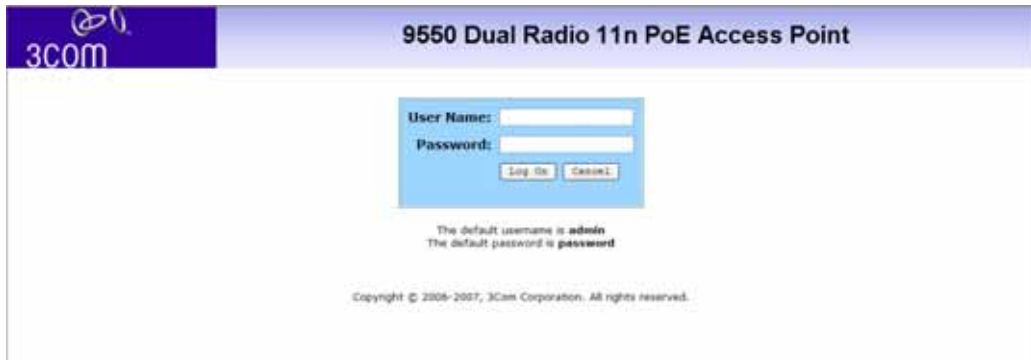 3COM
9550 Dual Radio 11n PoE Access Point
User Name:
Password:
Log On Cancel
The default username is admin
The default password is password
Copyright © 2006-2007, 3Com Corporation. All rights reserved.